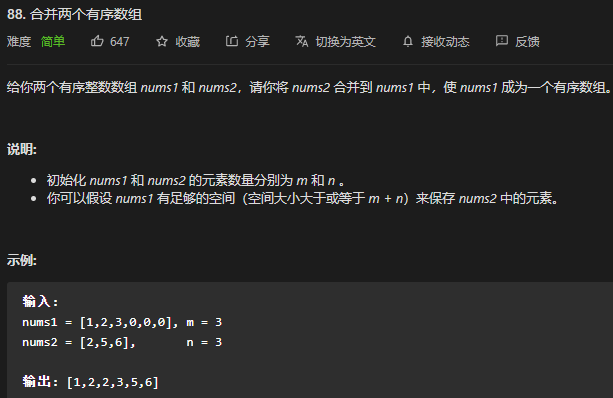 88. 合并两个有序数组
难度 简单 647 收藏 分享 切换为英文 接收动态 反馈
给你两个有序整数数组 nums1 和 nums2，请你将 nums2 合并到 nums1 中，使 nums1 成为一个有序数组。
说明:
初始化 nums1 和 nums2 的元素数量分别为 m 和 n 。
你可以假设 nums1 有足够的空间（空间大小大于或等于 m + n）来保存 nums2 中的元素。
示例:
输入：
nums1 = [1,2,3,0,0,0], m = 3
nums2 = [2,5,6], n = 3
输出：[1,2,2,3,5,6]